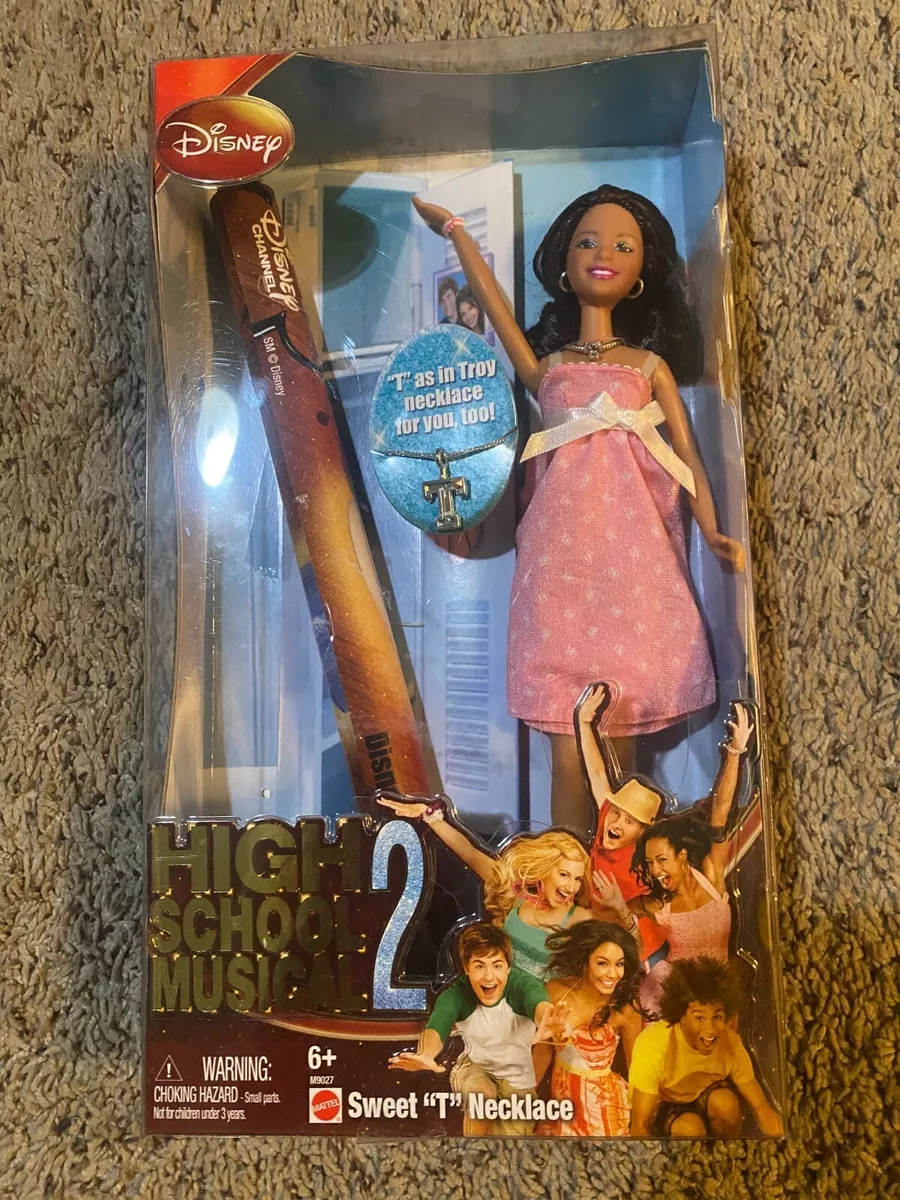 Disney
Disney
CHANNEL
SM © Disney
"T" as in Troy
necklace
for you, too!
T
Disn
HIGH
SCHOOL
MUSICAL 2
WARNING:
CHOKING HAZARD - Small parts.
Not for children under 3 years.
6+
M9027
MATTEL
Sweet "T" Necklace